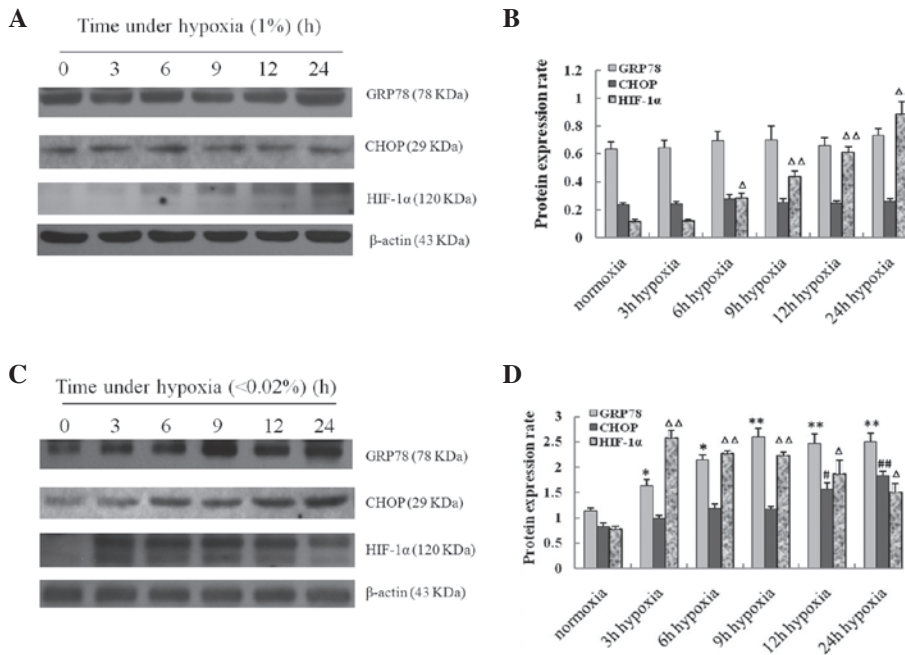 A
Time under hypoxia (1%) (h)
0 3 6 9 12 24
GRP78 (78 KDa)
CHOP (29 KDa)
HIF-1α (120 KDa)
β-actin (43 KDa)
B
GRP78
CHOP
HIF-1α
Protein expression rate
1.2
1
0.8
0.6
0.4
0.2
0
Δ
Δ Δ
Δ Δ
Δ
normoxia
3h hypoxia
6h hypoxia
9h hypoxia
12h hypoxia
24h hypoxia
C
Time under hypoxia (<0.02%) (h)
0 3 6 9 12 24
GRP78 (78 KDa)
CHOP (29 KDa)
HIF-1α (120 KDa)
β-actin (43 KDa)
D
GRP78
CHOP
HIF-1α
Protein expression rate
3
2.5
2
1.5
1
0.5
0
* Δ Δ
* Δ Δ
** Δ Δ
** # Δ
** ## Δ
normoxia
3h hypoxia
6h hypoxia
9h hypoxia
12h hypoxia
24h hypoxia